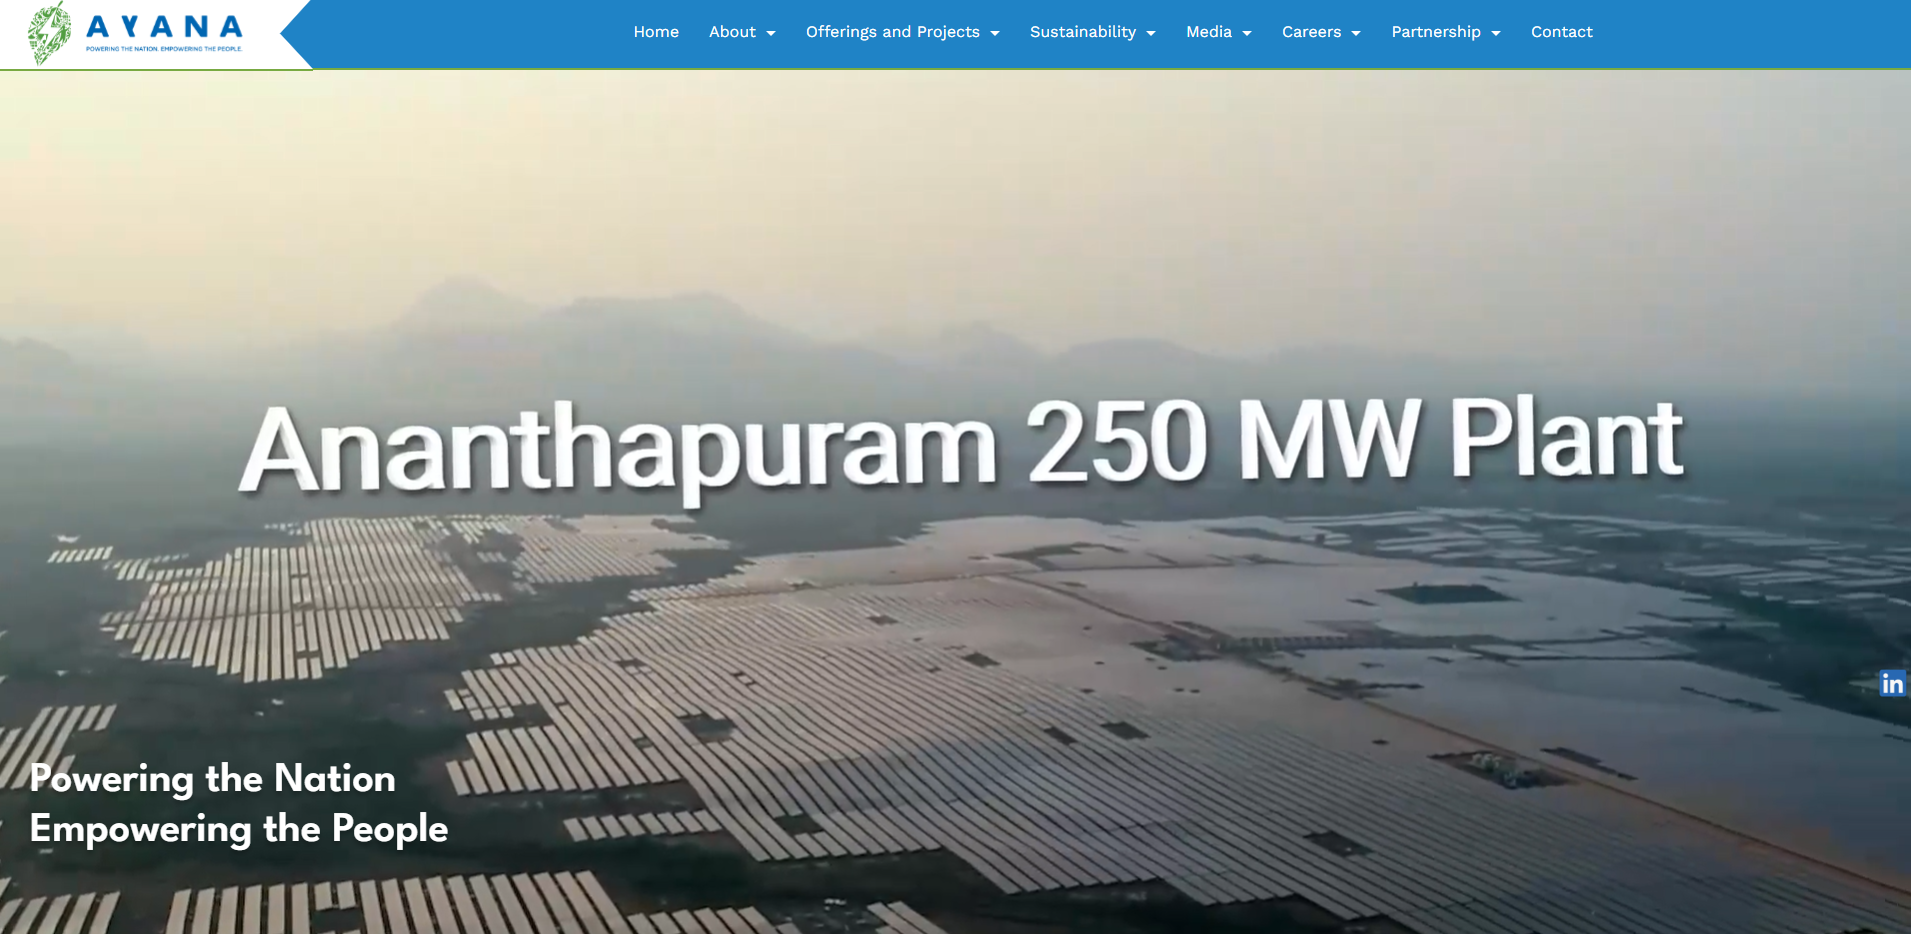 AYANA
POWERING THE NATION. EMPOWERING THE PEOPLE.
Home About Offerings and Projects Sustainability Media Careers Partnership Contact
Ananthapuram 250 MW Plant
in
Powering the Nation
Empowering the People